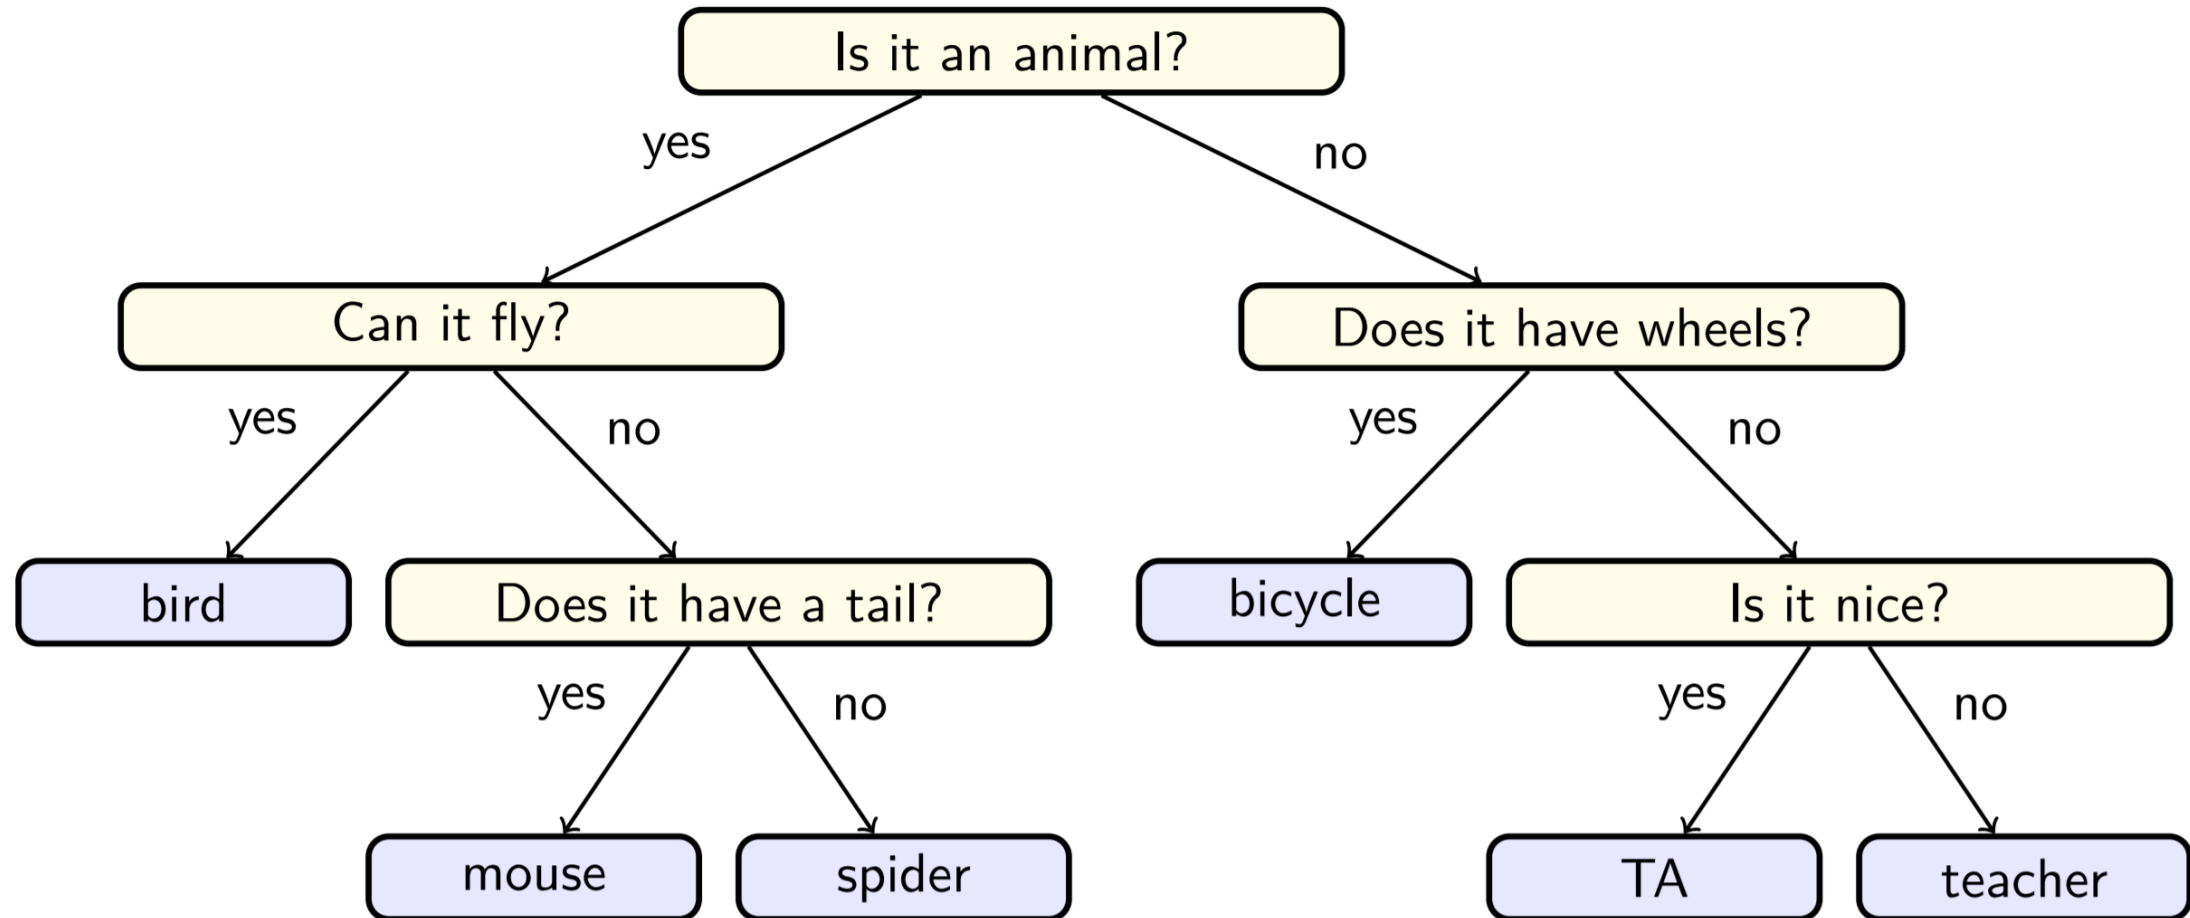 Is it an animal?
yes
no
Can it fly?
Does it have wheels?
yes
no
yes
no
bird
Does it have a tail?
bicycle
Is it nice?
yes
no
yes
no
mouse
spider
TA
teacher